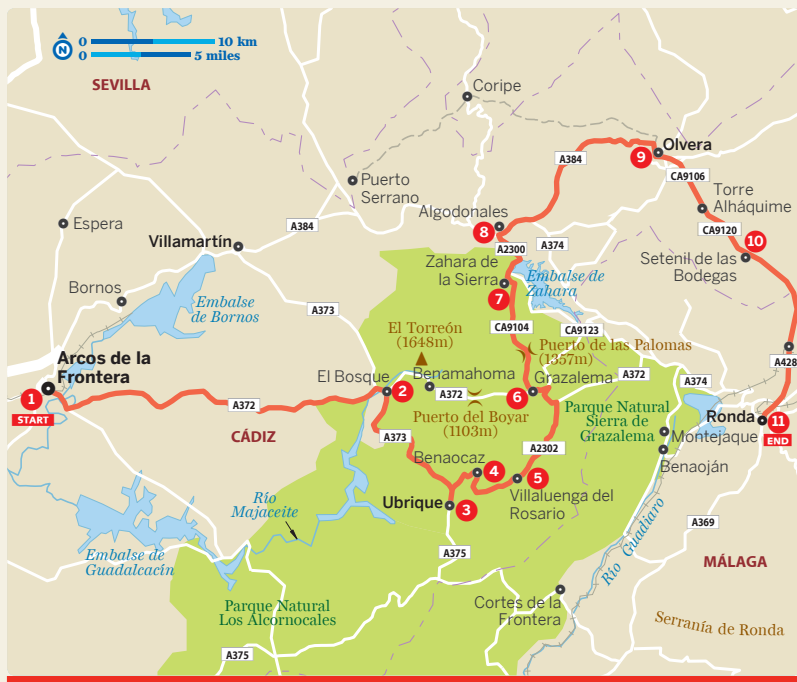 0 10 km
N
0 5 miles
SEVILLA
Coripe
Olvera
9
A384
CA9106
Puerto
Serrano
Torre
Alháquime
Espera
Algodonales
8
A384
CA9120
10
Villamartín
A2300
A374
Setenil de las
Bodegas
Zahara de
la Sierra
7
Embalse de
Zahara
Bornos
Embalse
de Bornos
A373
El Torreón
(1648m)
CA9104
CA9123
Puerto de las Palomas
(1357m)
A428
Arcos de la
Frontera
1
START
El Bosque
2
Benamahoma
A372
6
Grazalema
A372
A374
A372
Puerto del Boyar
(1103m)
Parque Natural
Sierra de
Grazalema
Ronda
11
END
CÁDIZ
A373
Montejaque
Benaocaz
4
A2302
Benaoján
5
Villaluenga del
Rosario
Ubrique
3
Río
Majaceite
A369
Embalse de
Guadalcacín
A375
Río Guadiaro
MÁLAGA
Cortes de la
Frontera
Parque Natural
Los Alcornocales
Serranía de Ronda
A375